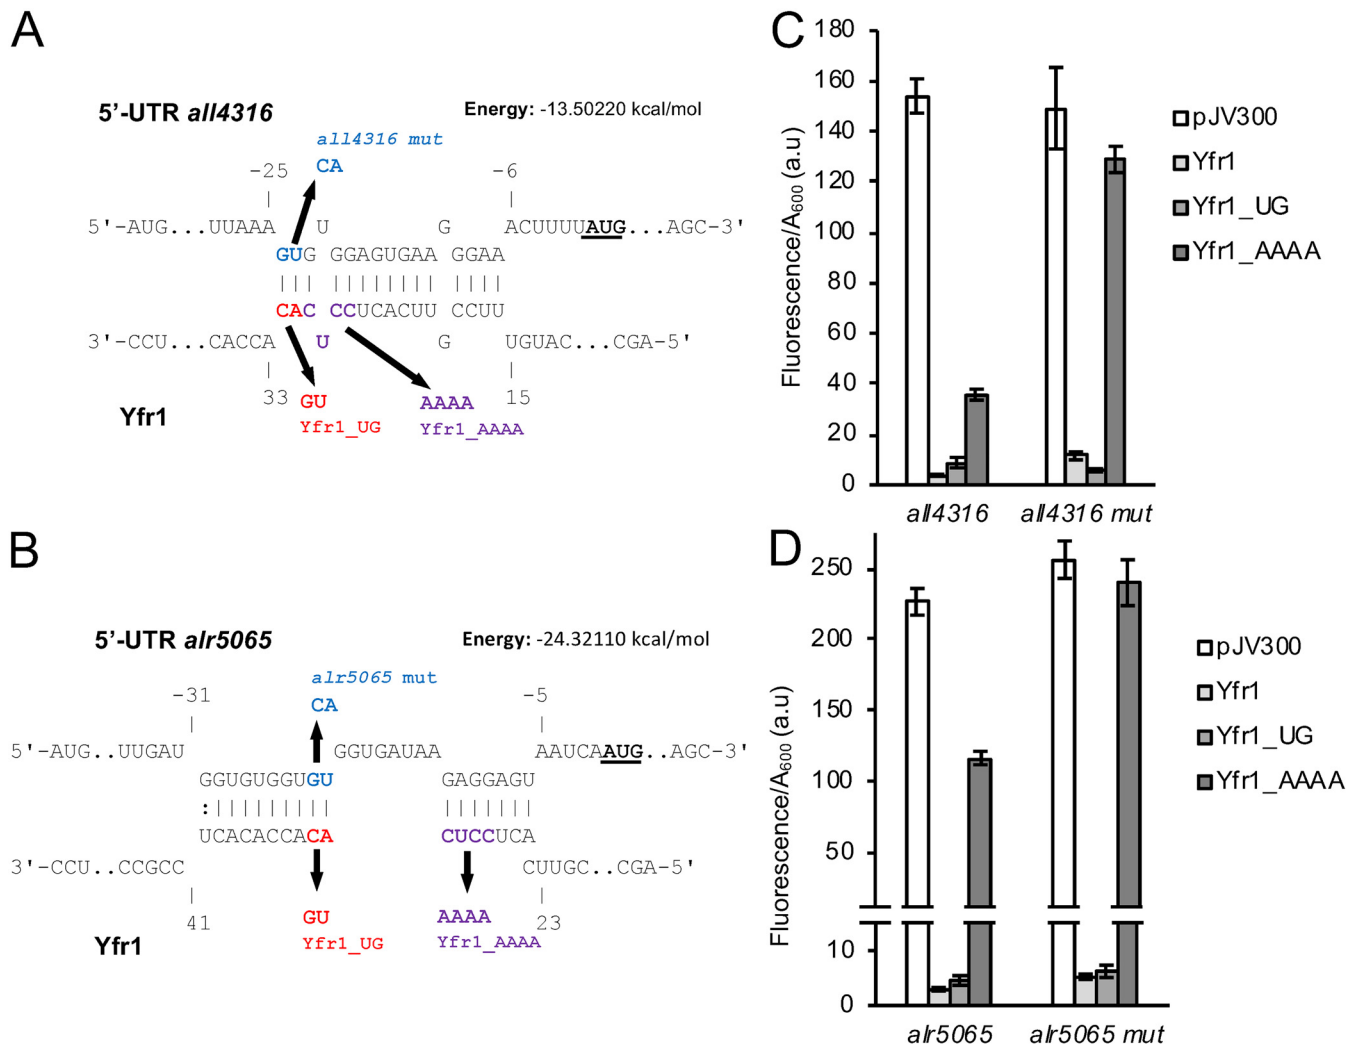 A
5'-UTR all4316
Energy: -13.50220 kcal/mol
all4316 mut
CA
-25
-6
5'-AUG...UUAAA U G ACUUUUAUG...AGC-3'
GUG GGAGUGAA GGAA
||| |||||||| ||||
CAC CCUCACUU CCUU
3'-CCU...CACCA U G UGUAC...CGA-5'
33
15
GU
AAAA
Yfr1_UG
Yfr1_AAAA
Yfr1
B
5'-UTR alr5065
Energy: -24.32110 kcal/mol
alr5065 mut
CA
-31
-5
5'-AUG..UUGAU GGUGAUAA AAUCAAUG..AGC-3'
GGUGUGGUGU GAGGAGU
:||||||||| |||||||
UCACACCACA CUCCUCA
3'-CCU..CCGCC CUUGC..CGA-5'
41
23
GU
AAAA
Yfr1_UG
Yfr1_AAAA
Yfr1
C
Fluorescence/A600 (a.u)
180
160
140
120
100
80
60
40
20
0
all4316
all4316 mut
pJV300
Yfr1
Yfr1_UG
Yfr1_AAAA
D
Fluorescence/A600 (a.u)
250
200
150
100
50
10
0
alr5065
alr5065 mut
pJV300
Yfr1
Yfr1_UG
Yfr1_AAAA